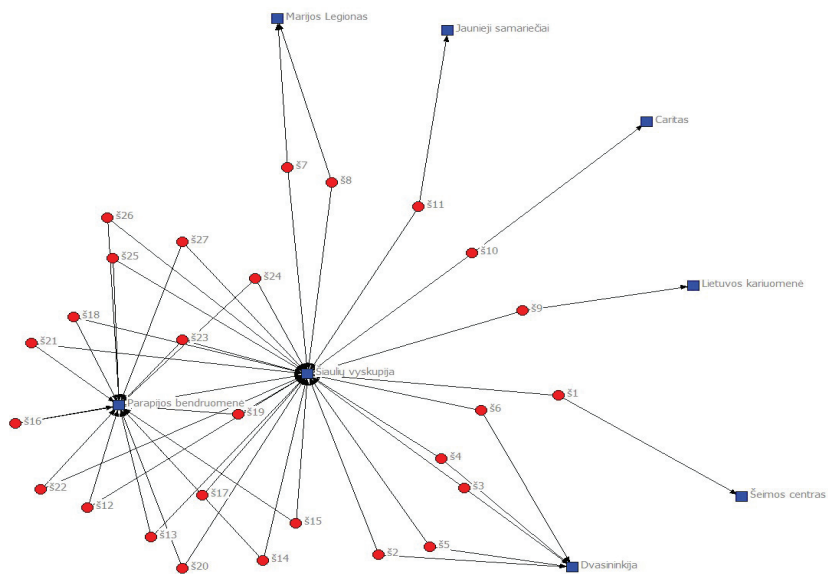 Marijos Legionas
Jaunieji samariečiai
Caritas
š7
š8
š11
š26
š27
š10
š25
š24
Lietuvos kariuomenė
š9
š18
š23
š21
Šiaulių vyskupija
š1
Parapijos bendruomenė
š6
š19
š16
š4
š3
š22
Šeimos centras
š17
š12
š15
š13
š5
š2
š14
š20
Dvasininkija